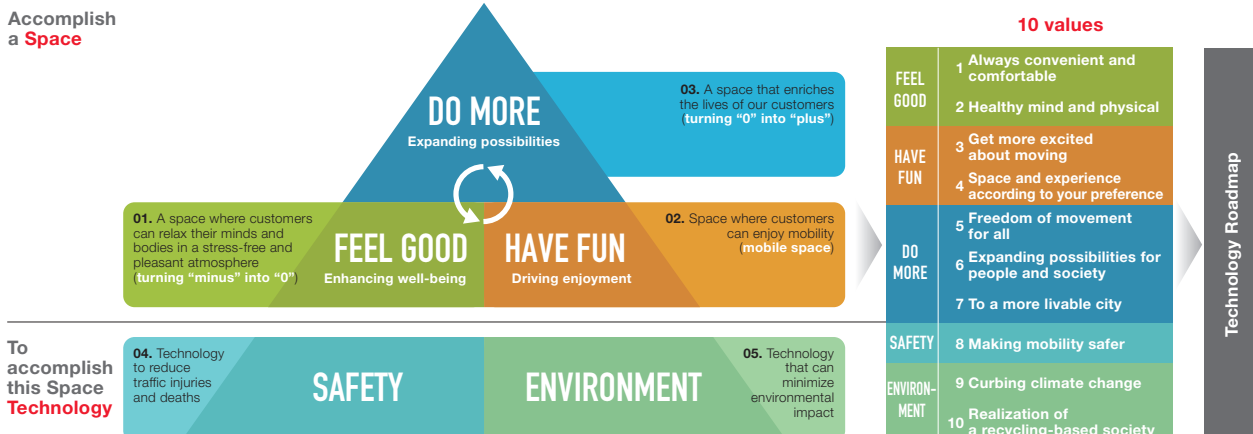 Accomplish
a Space
DO MORE
Expanding possibilities
03. A space that enriches
the lives of our customers
(turning “0” into “plus”)
01. A space where customers
can relax their minds and
bodies in a stress-free and
pleasant atmosphere
(turning “minus” into “0”)
FEEL GOOD
Enhancing well-being
HAVE FUN
Driving enjoyment
02. Space where customers
can enjoy mobility
(mobile space)
To
accomplish
this Space
Technology
04. Technology
to reduce
traffic injuries
and deaths
SAFETY
ENVIRONMENT
05. Technology
that can
minimize
environmental
impact
10 values
FEEL
GOOD
1 Always convenient and
comfortable
2 Healthy mind and physical
HAVE
FUN
3 Get more excited
about moving
4 Space and experience
according to your preference
DO
MORE
5 Freedom of movement
for all
6 Expanding possibilities for
people and society
7 To a more livable city
SAFETY
8 Making mobility safer
ENVIRON-
MENT
9 Curbing climate change
10 Realization of
a recycling-based society
Technology Roadmap